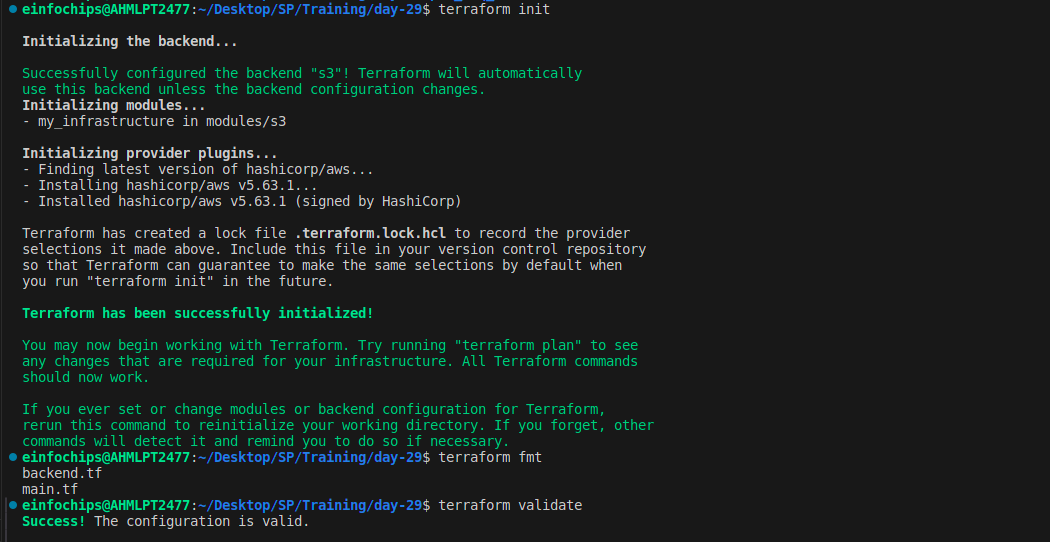 einfochips@AHMLPT2477:~/Desktop/SP/Training/day-29$ terraform init
Initializing the backend...
Successfully configured the backend "s3"! Terraform will automatically
use this backend unless the backend configuration changes.
Initializing modules...
- my_infrastructure in modules/s3
Initializing provider plugins...
- Finding latest version of hashicorp/aws...
- Installing hashicorp/aws v5.63.1...
- Installed hashicorp/aws v5.63.1 (signed by HashiCorp)
Terraform has created a lock file .terraform.lock.hcl to record the provider
selections it made above. Include this file in your version control repository
so that Terraform can guarantee to make the same selections by default when
you run "terraform init" in the future.
Terraform has been successfully initialized!
You may now begin working with Terraform. Try running "terraform plan" to see
any changes that are required for your infrastructure. All Terraform commands
should now work.
If you ever set or change modules or backend configuration for Terraform,
rerun this command to reinitialize your working directory. If you forget, other
commands will detect it and remind you to do so if necessary.
einfochips@AHMLPT2477:~/Desktop/SP/Training/day-29$ terraform fmt
backend.tf
main.tf
einfochips@AHMLPT2477:~/Desktop/SP/Training/day-29$ terraform validate
Success! The configuration is valid.